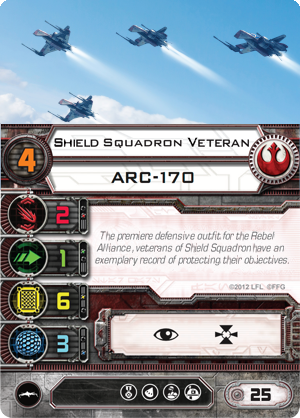 Shield Squadron Veteran
4
ARC-170
2
The premiere defensive outfit for the Rebel
1
Alliance, veterans of Shield Squadron have an
exemplary record of protecting their objectives.
6
©2012 LFL ©FFG
3
25